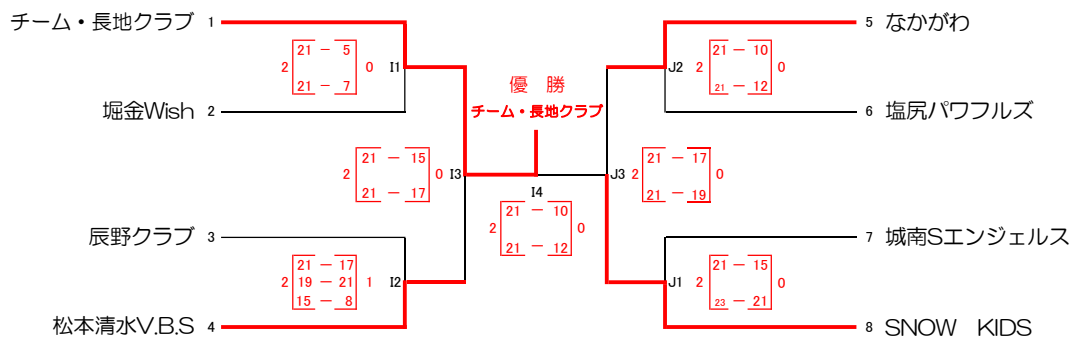 チーム・長地クラブ 1
21 - 5
2 0 I1
21 - 7
堀金Wish 2
21 - 15
2 0 I3
21 - 17
辰野クラブ 3
21 - 17
2 19 - 21 1 I2
15 - 8
松本清水V.B.S 4
優 勝
チーム・長地クラブ
I4
21 - 10
2 0
21 - 12
5 なかがわ
21 - 10
J2 2 0
21 - 12
6 塩尻パワフルズ
21 - 17
J3 2 0
21 - 19
7 城南Sエンジェルス
21 - 15
J1 2 0
23 - 21
8 SNOW KIDS